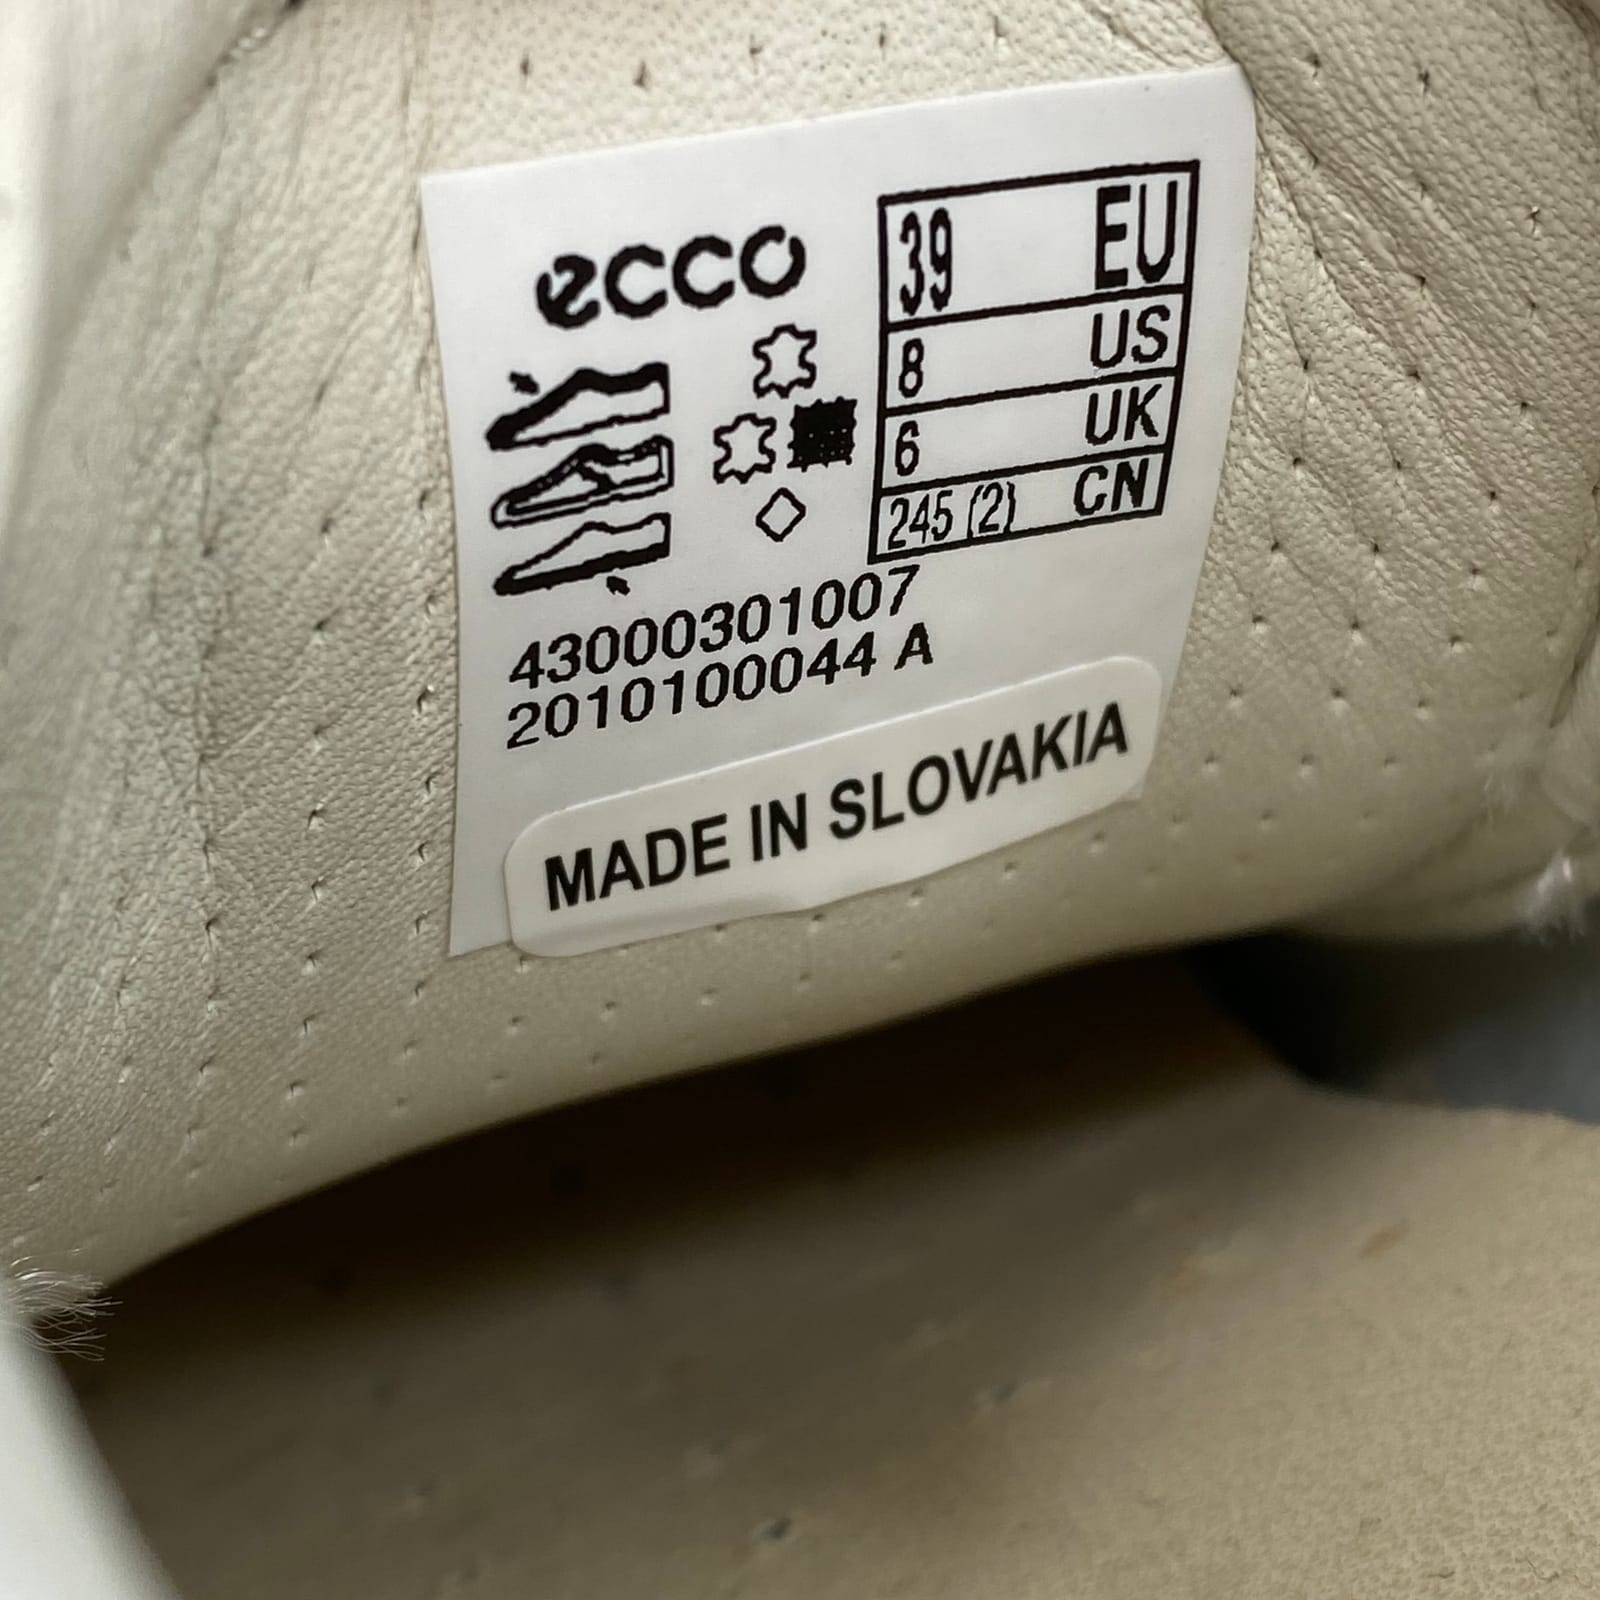 ecco
39 EU
8 US
6 UK
245 (2) CN
43000301007
2010100044 A
MADE IN SLOVAKIA